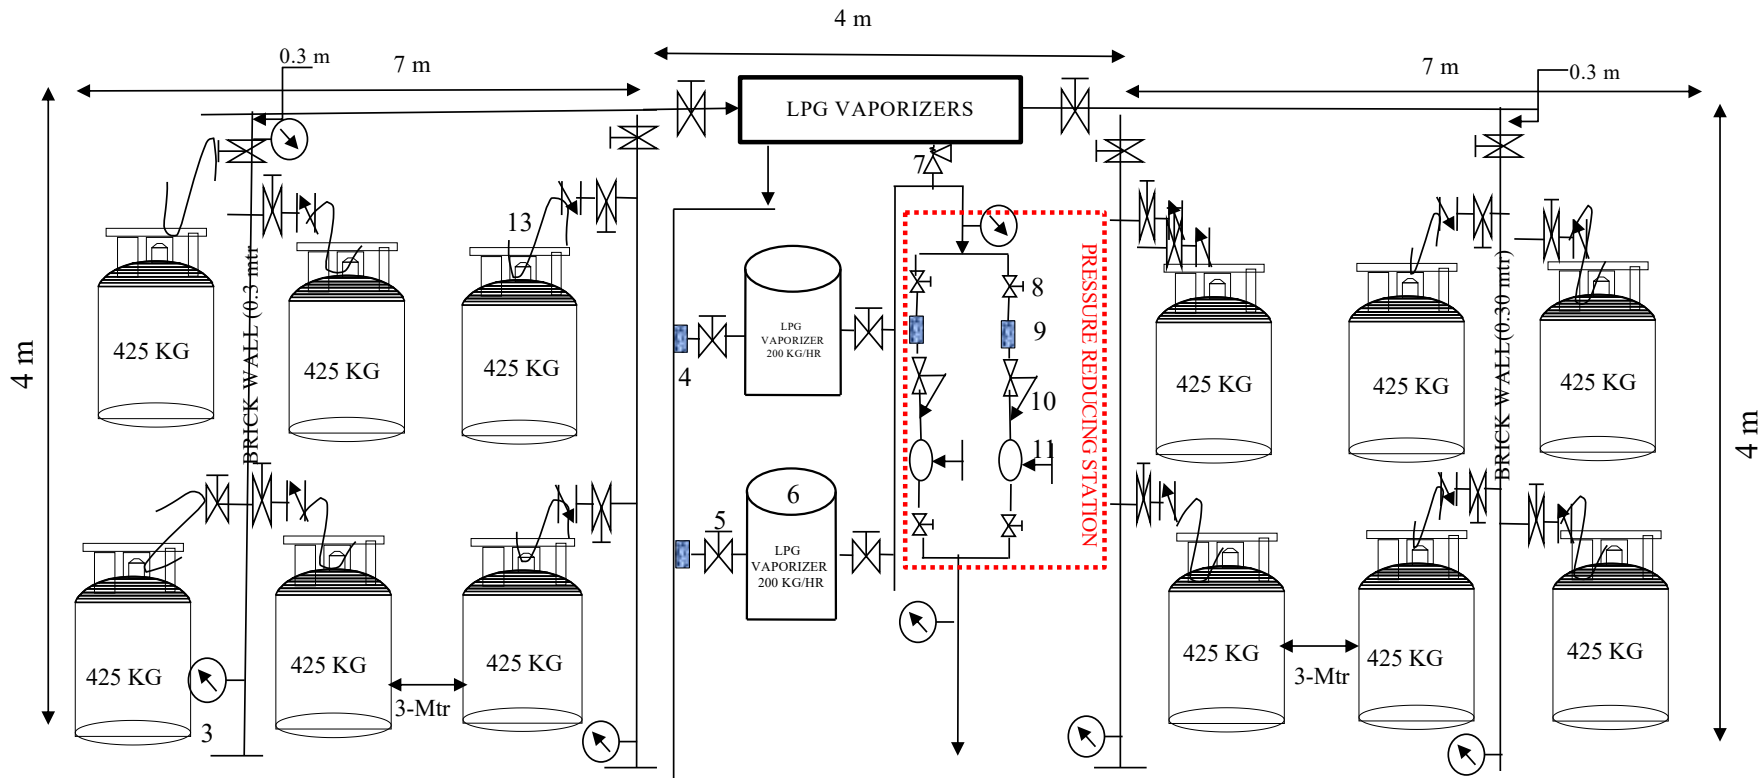 4 m
0.3 m
7 m
7 m
0.3 m
LPG VAPORIZERS
7
13
BRICK WALL (0.3 mtr
PRESSURE REDUCING STATION
BRICK WALL(0.30 mtr)
8
9
LPG
VAPORIZER
200 KG/HR
425 KG
425 KG
425 KG
4
10
425 KG
425 KG
425 KG
4 m
4 m
11
6
5
LPG
VAPORIZER
200 KG/HR
425 KG
425 KG
425 KG
425 KG
425 KG
425 KG
3-Mtr
3-Mtr
3